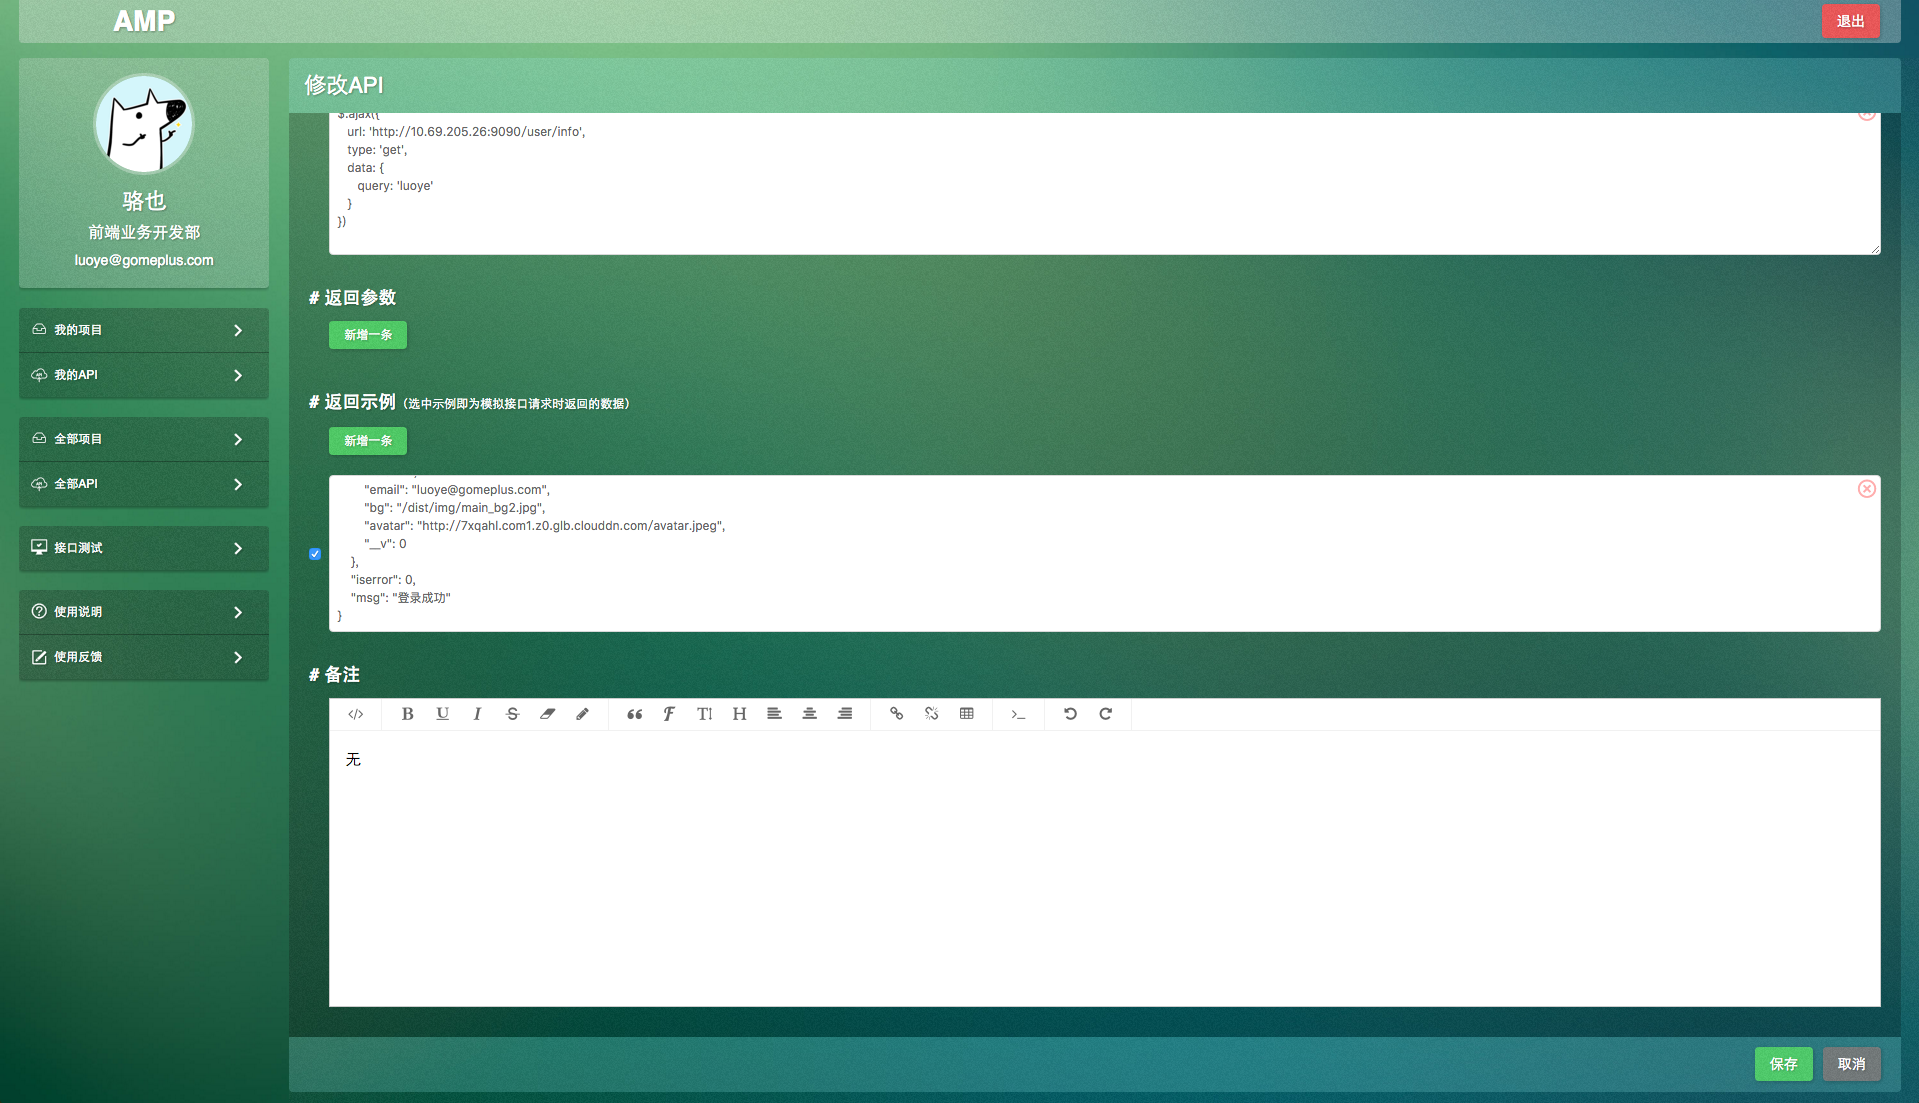 AMP
退出
骆也
前端业务开发部
luoye@gomeplus.com
我的项目
我的API
全部项目
全部API
接口测试
使用说明
使用反馈
修改API
$.ajax({
url: 'http://10.69.205.26:9090/user/info',
type: 'get',
data: {
query: 'luoye'
}
})
# 返回参数
新增一条
# 返回示例（选中示例即为模拟接口请求时返回的数据）
新增一条
"email": "luoye@gomeplus.com",
"bg": "/dist/img/main_bg2.jpg",
"avatar": "http://7xqahl.com1.z0.glb.clouddn.com/avatar.jpeg",
"__v": 0
},
"iserror": 0,
"msg": "登录成功"
}
# 备注
无
保存
取消